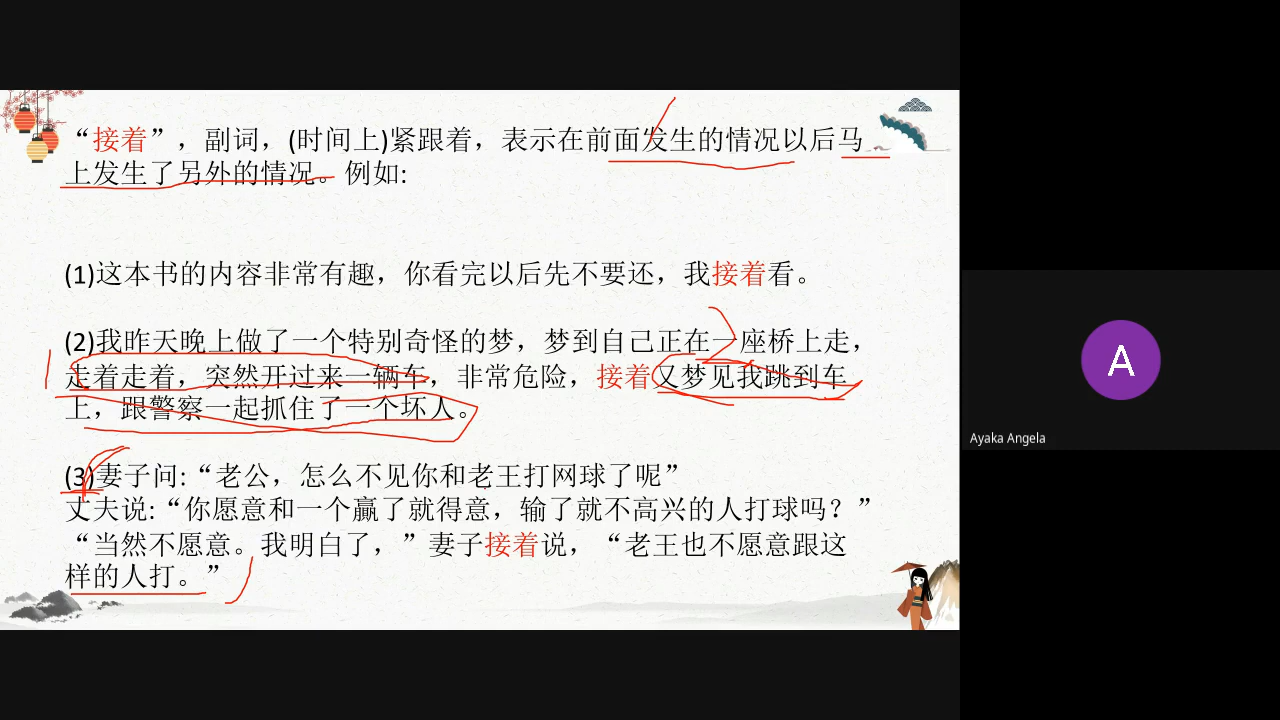 “接着”，副词，(时间上)紧跟着，表示在前面发生的情况以后马
上发生了另外的情况。例如:
(1)这本书的内容非常有趣，你看完以后先不要还，我接着看。
(2)我昨天晚上做了一个特别奇怪的梦，梦到自己正在一座桥上走，
走着走着，突然开过来一辆车，非常危险，接着又梦见我跳到车
上，跟警察一起抓住了一个坏人。
(3)妻子问:“老公，怎么不见你和老王打网球了呢”
丈夫说:“你愿意和一个赢了就得意，输了就不高兴的人打球吗？”
“当然不愿意。我明白了，”妻子接着说，“老王也不愿意跟这
样的人打。”
A
Ayaka Angela